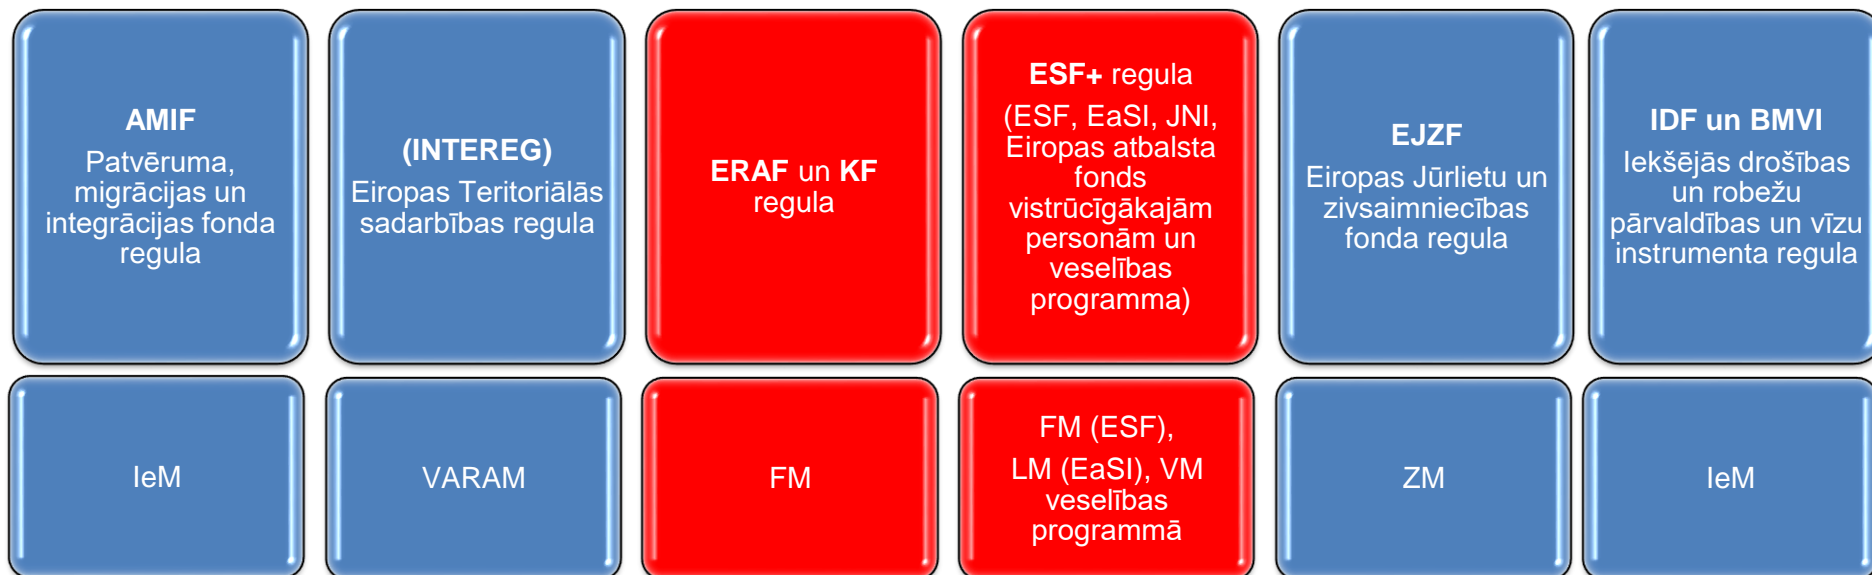 AMIF
Patvēruma,
migrācijas un
integrācijas fonda
regula
(INTEREG)
Eiropas Teritoriālās
sadarbības regula
ERAF un KF
regula
ESF+ regula
(ESF, EaSI, JNI,
Eiropas atbalsta
fonds
vistrūcīgākajām
personām un
veselības
programma)
EJZF
Eiropas Jūrlietu un
zivsaimniecības
fonda regula
IDF un BMVI
Iekšējās drošības
un robežu
pārvaldības un vīzu
instrumenta regula
IeM
VARAM
FM
FM (ESF),
LM (EaSI), VM
veselības
programmā
ZM
IeM